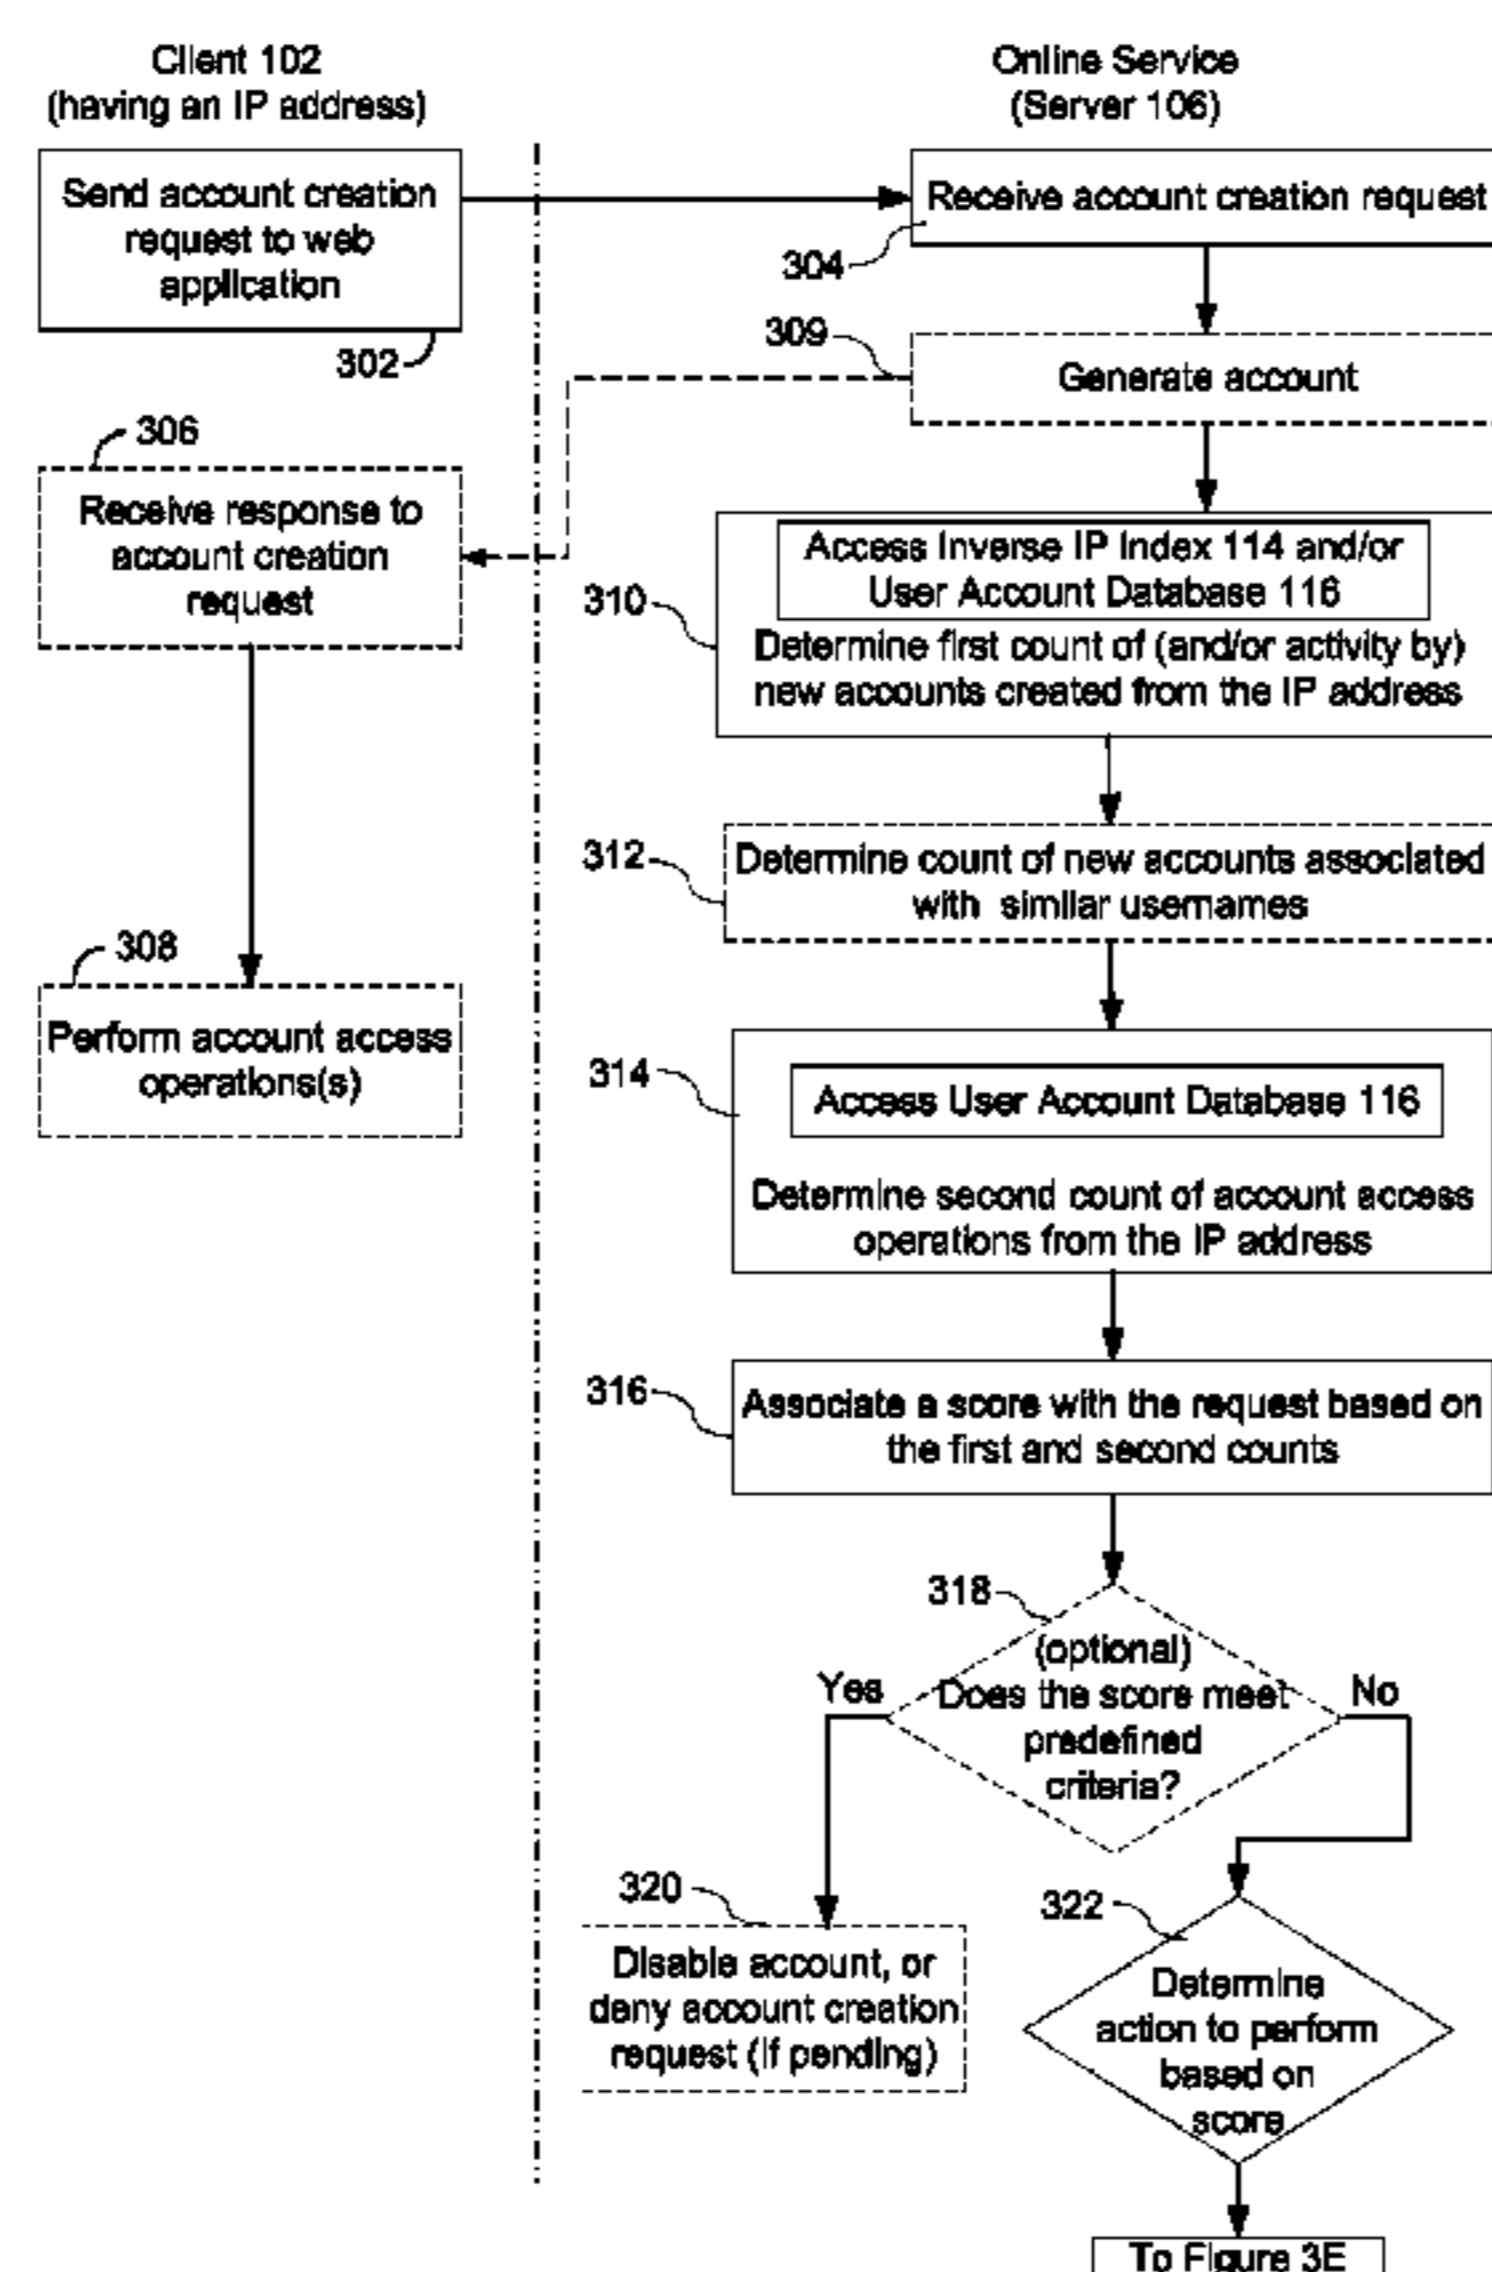 Client 102
(having an IP address)
Online Service
(Server 106)
Send account creation
request to web
application
302
Receive account creation request
304
309
Generate account
306
Receive response to
account creation
request
310
Access Inverse IP Index 114 and/or
User Account Database 116
Determine first count of (and/or activity by)
new accounts created from the IP address
312
Determine count of new accounts associated
with similar usernames
308
Perform account access
operations(s)
314
Access User Account Database 116
Determine second count of account access
operations from the IP address
316
Associate a score with the request based on
the first and second counts
318
(optional)
Does the score meet
predefined
criteria?
Yes
No
320
Disable account, or
deny account creation
request (if pending)
322
Determine
action to perform
based on
score
To Figure 3E